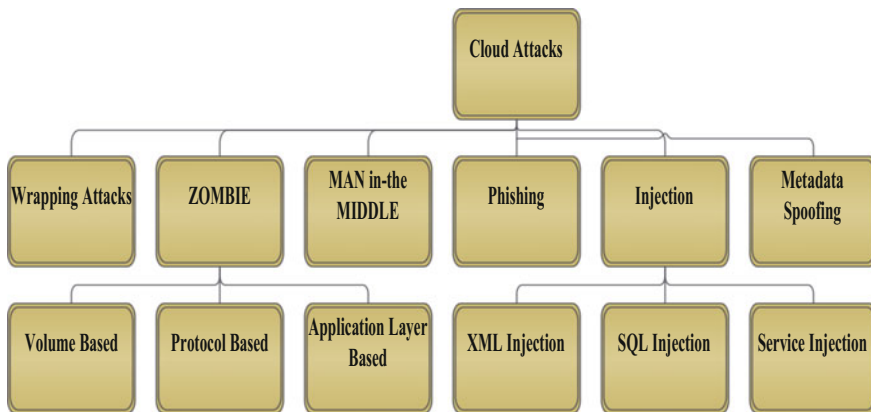 Cloud Attacks
Wrapping Attacks
ZOMBIE
MAN in-the
MIDDLE
Phishing
Injection
Metadata
Spoofing
Volume Based
Protocol Based
Application Layer
Based
XML Injection
SQL Injection
Service Injection